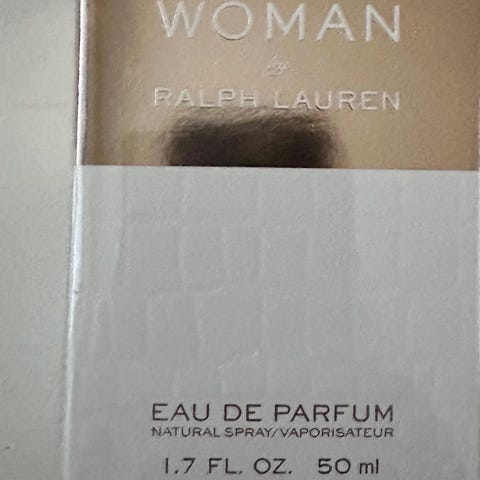 WOMAN
by
RALPH LAUREN
EAU DE PARFUM
NATURAL SPRAY/VAPORISATEUR
1.7 FL. OZ. 50 ml